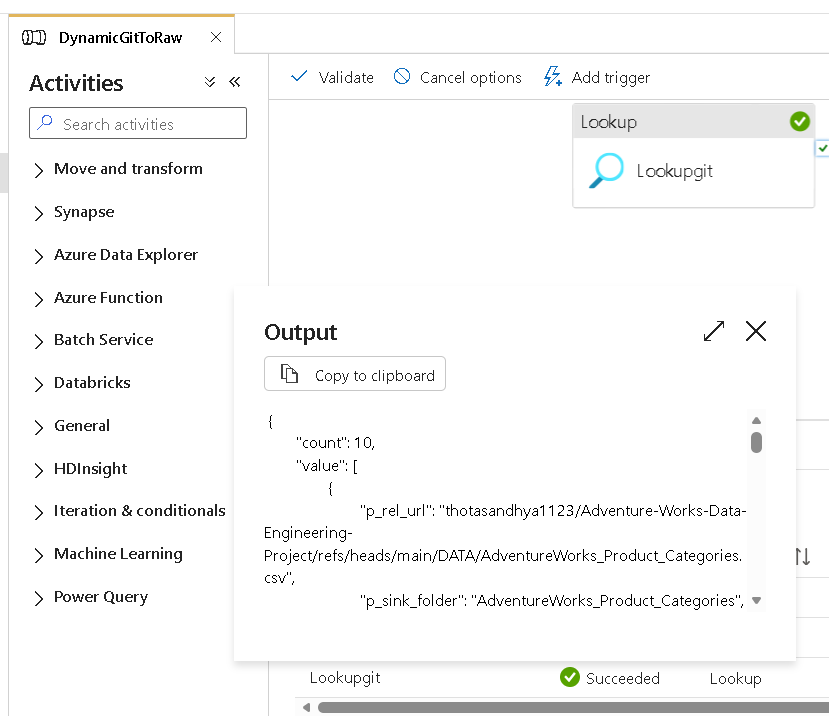 DynamicGitToRaw
Activities
Search activities
Move and transform
Synapse
Azure Data Explorer
Azure Function
Batch Service
Databricks
General
HDInsight
Iteration & conditionals
Machine Learning
Power Query
Validate
Cancel options
Add trigger
Lookup
Lookupgit
Output
Copy to clipboard
{
"count": 10,
"value": [
{
"p_rel_url": "thotasandhya1123/Adventure-Works-Data-
Engineering-
Project/refs/heads/main/DATA/AdventureWorks_Product_Categories.
csv",
"p_sink_folder": "AdventureWorks_Product_Categories",
Lookupgit Succeeded Lookup